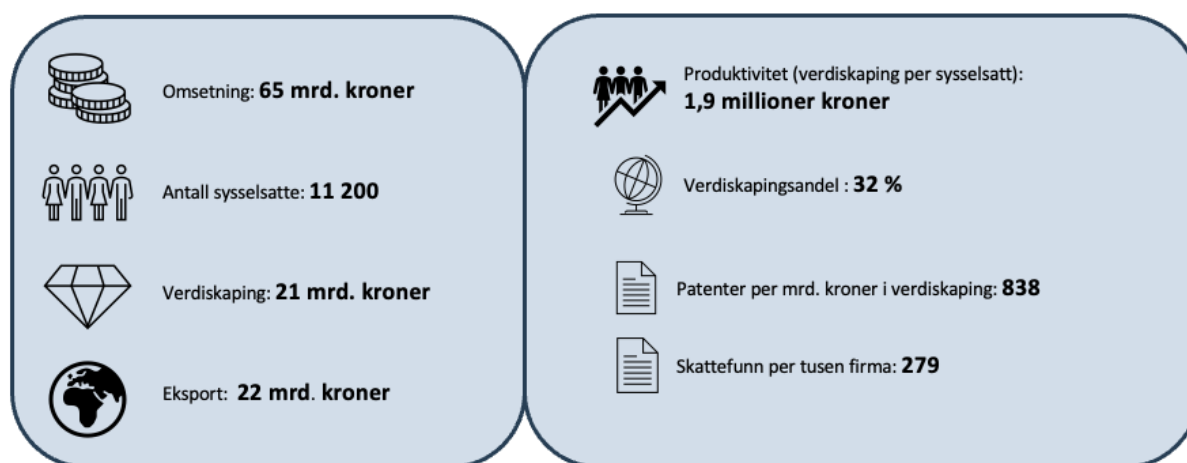 Omsetning: 65 mrd. kroner
Antall sysselsatte: 11 200
Verdiskaping: 21 mrd. kroner
Eksport: 22 mrd. kroner
Produktivitet (verdiskaping per sysselsatt):
1,9 millioner kroner
Verdiskapingsandel : 32 %
Patenter per mrd. kroner i verdiskaping: 838
Skattefunn per tusen firma: 279